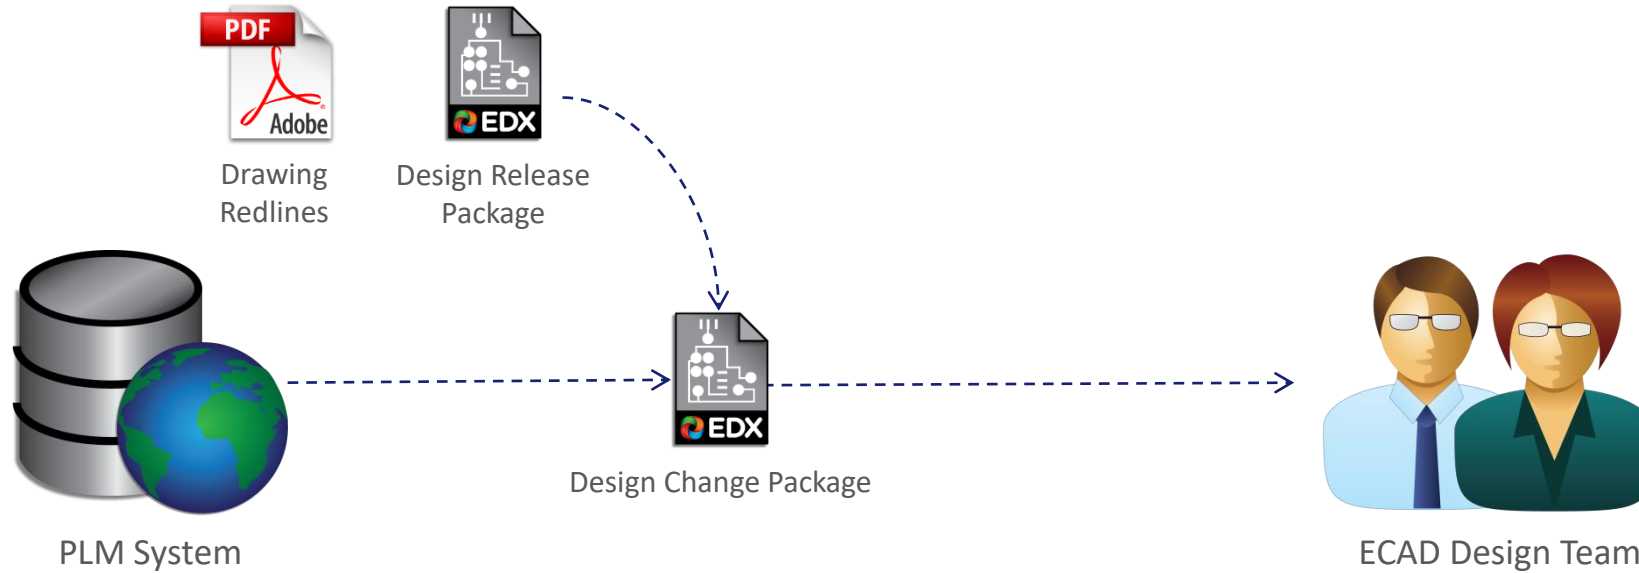 PDF
Adobe
EDX
Drawing
Redlines
Design Release
Package
EDX
Design Change Package
PLM System
ECAD Design Team